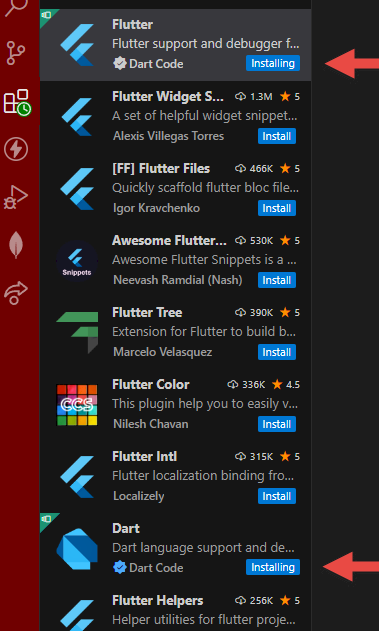 Flutter
Flutter support and debugger f...
Dart Code Installing
Flutter Widget S... 1.3M 5
A set of helpful widget snippet...
Alexis Villegas Torres Install
[FF] Flutter Files 466K 5
Quickly scaffold flutter bloc file...
Igor Kravchenko Install
Awesome Flutter... 530K 5
Snippets
Awesome Flutter Snippets is a ...
Neevash Ramdial (Nash) Install
Flutter Tree 390K 5
Extension for Flutter to build b...
Marcelo Velasquez Install
Flutter Color 336K 4.5
CCS
This plugin help you to easily v...
Nilesh Chavan Install
Flutter Intl 315K 5
Flutter localization binding fro...
Localizely Install
Dart
Dart language support and de...
Dart Code Installing
Flutter Helpers 256K 5
Helper utilities for flutter proje...